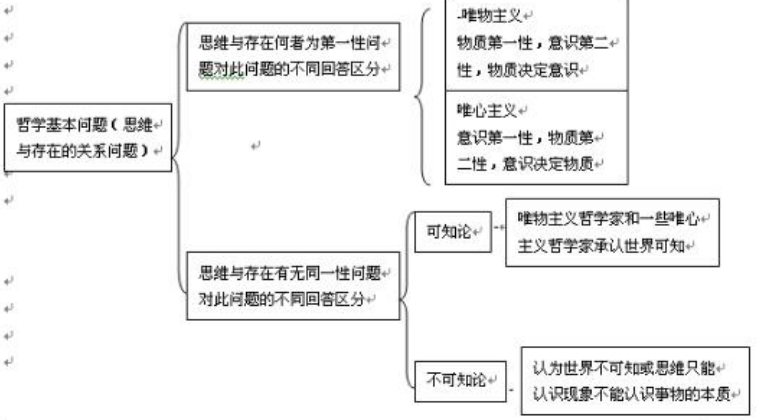 哲学基本问题(思维
与存在的关系问题)
思维与存在何者为第一性问
题对此问题的不同回答区分
-唯物主义
物质第一性,意识第二
性,物质决定意识
唯心主义
意识第一性,物质第
二性,意识决定物质
思维与存在有无同一性问题
对此问题的不同回答区分
可知论
唯物主义哲学家和一些唯心
主义哲学家承认世界可知
不可知论
认为世界不可知或思维只能
认识现象不能认识事物的本质